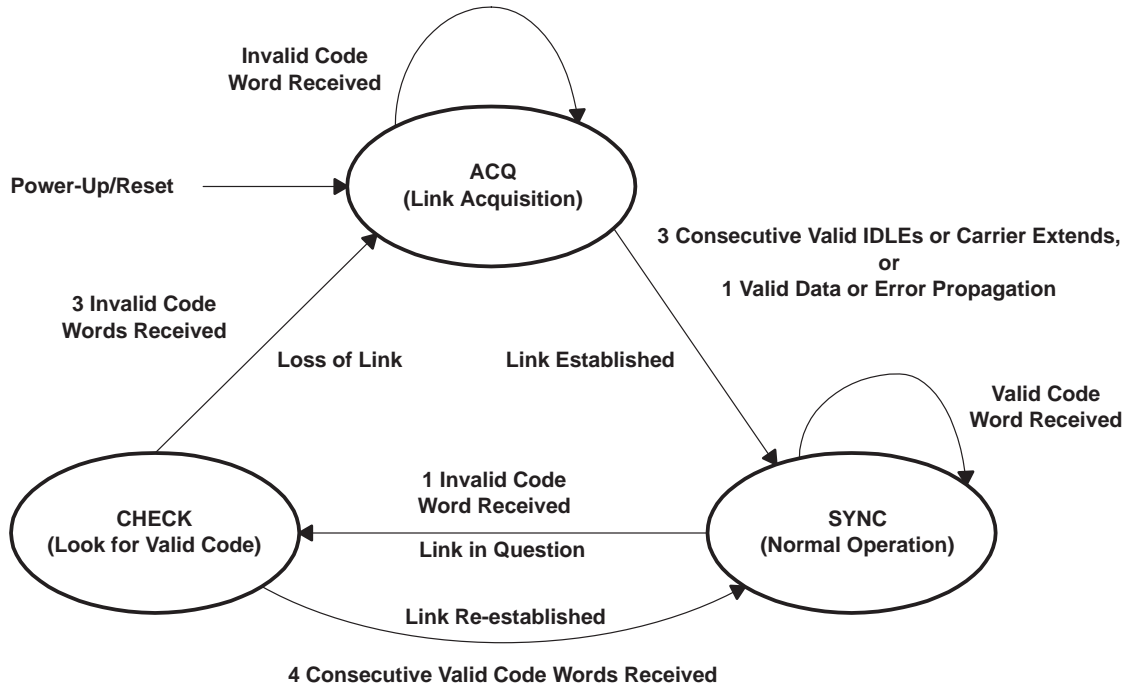 Invalid Code
Word Received
ACQ
(Link Acquisition)
Power-Up/Reset
3 Consecutive Valid IDLEs or Carrier Extends,
or
1 Valid Data or Error Propagation
3 Invalid Code
Words Received
Loss of Link
Link Established
Valid Code
Word Received
1 Invalid Code
Word Received
CHECK
(Look for Valid Code)
SYNC
(Normal Operation)
Link in Question
Link Re-established
4 Consecutive Valid Code Words Received